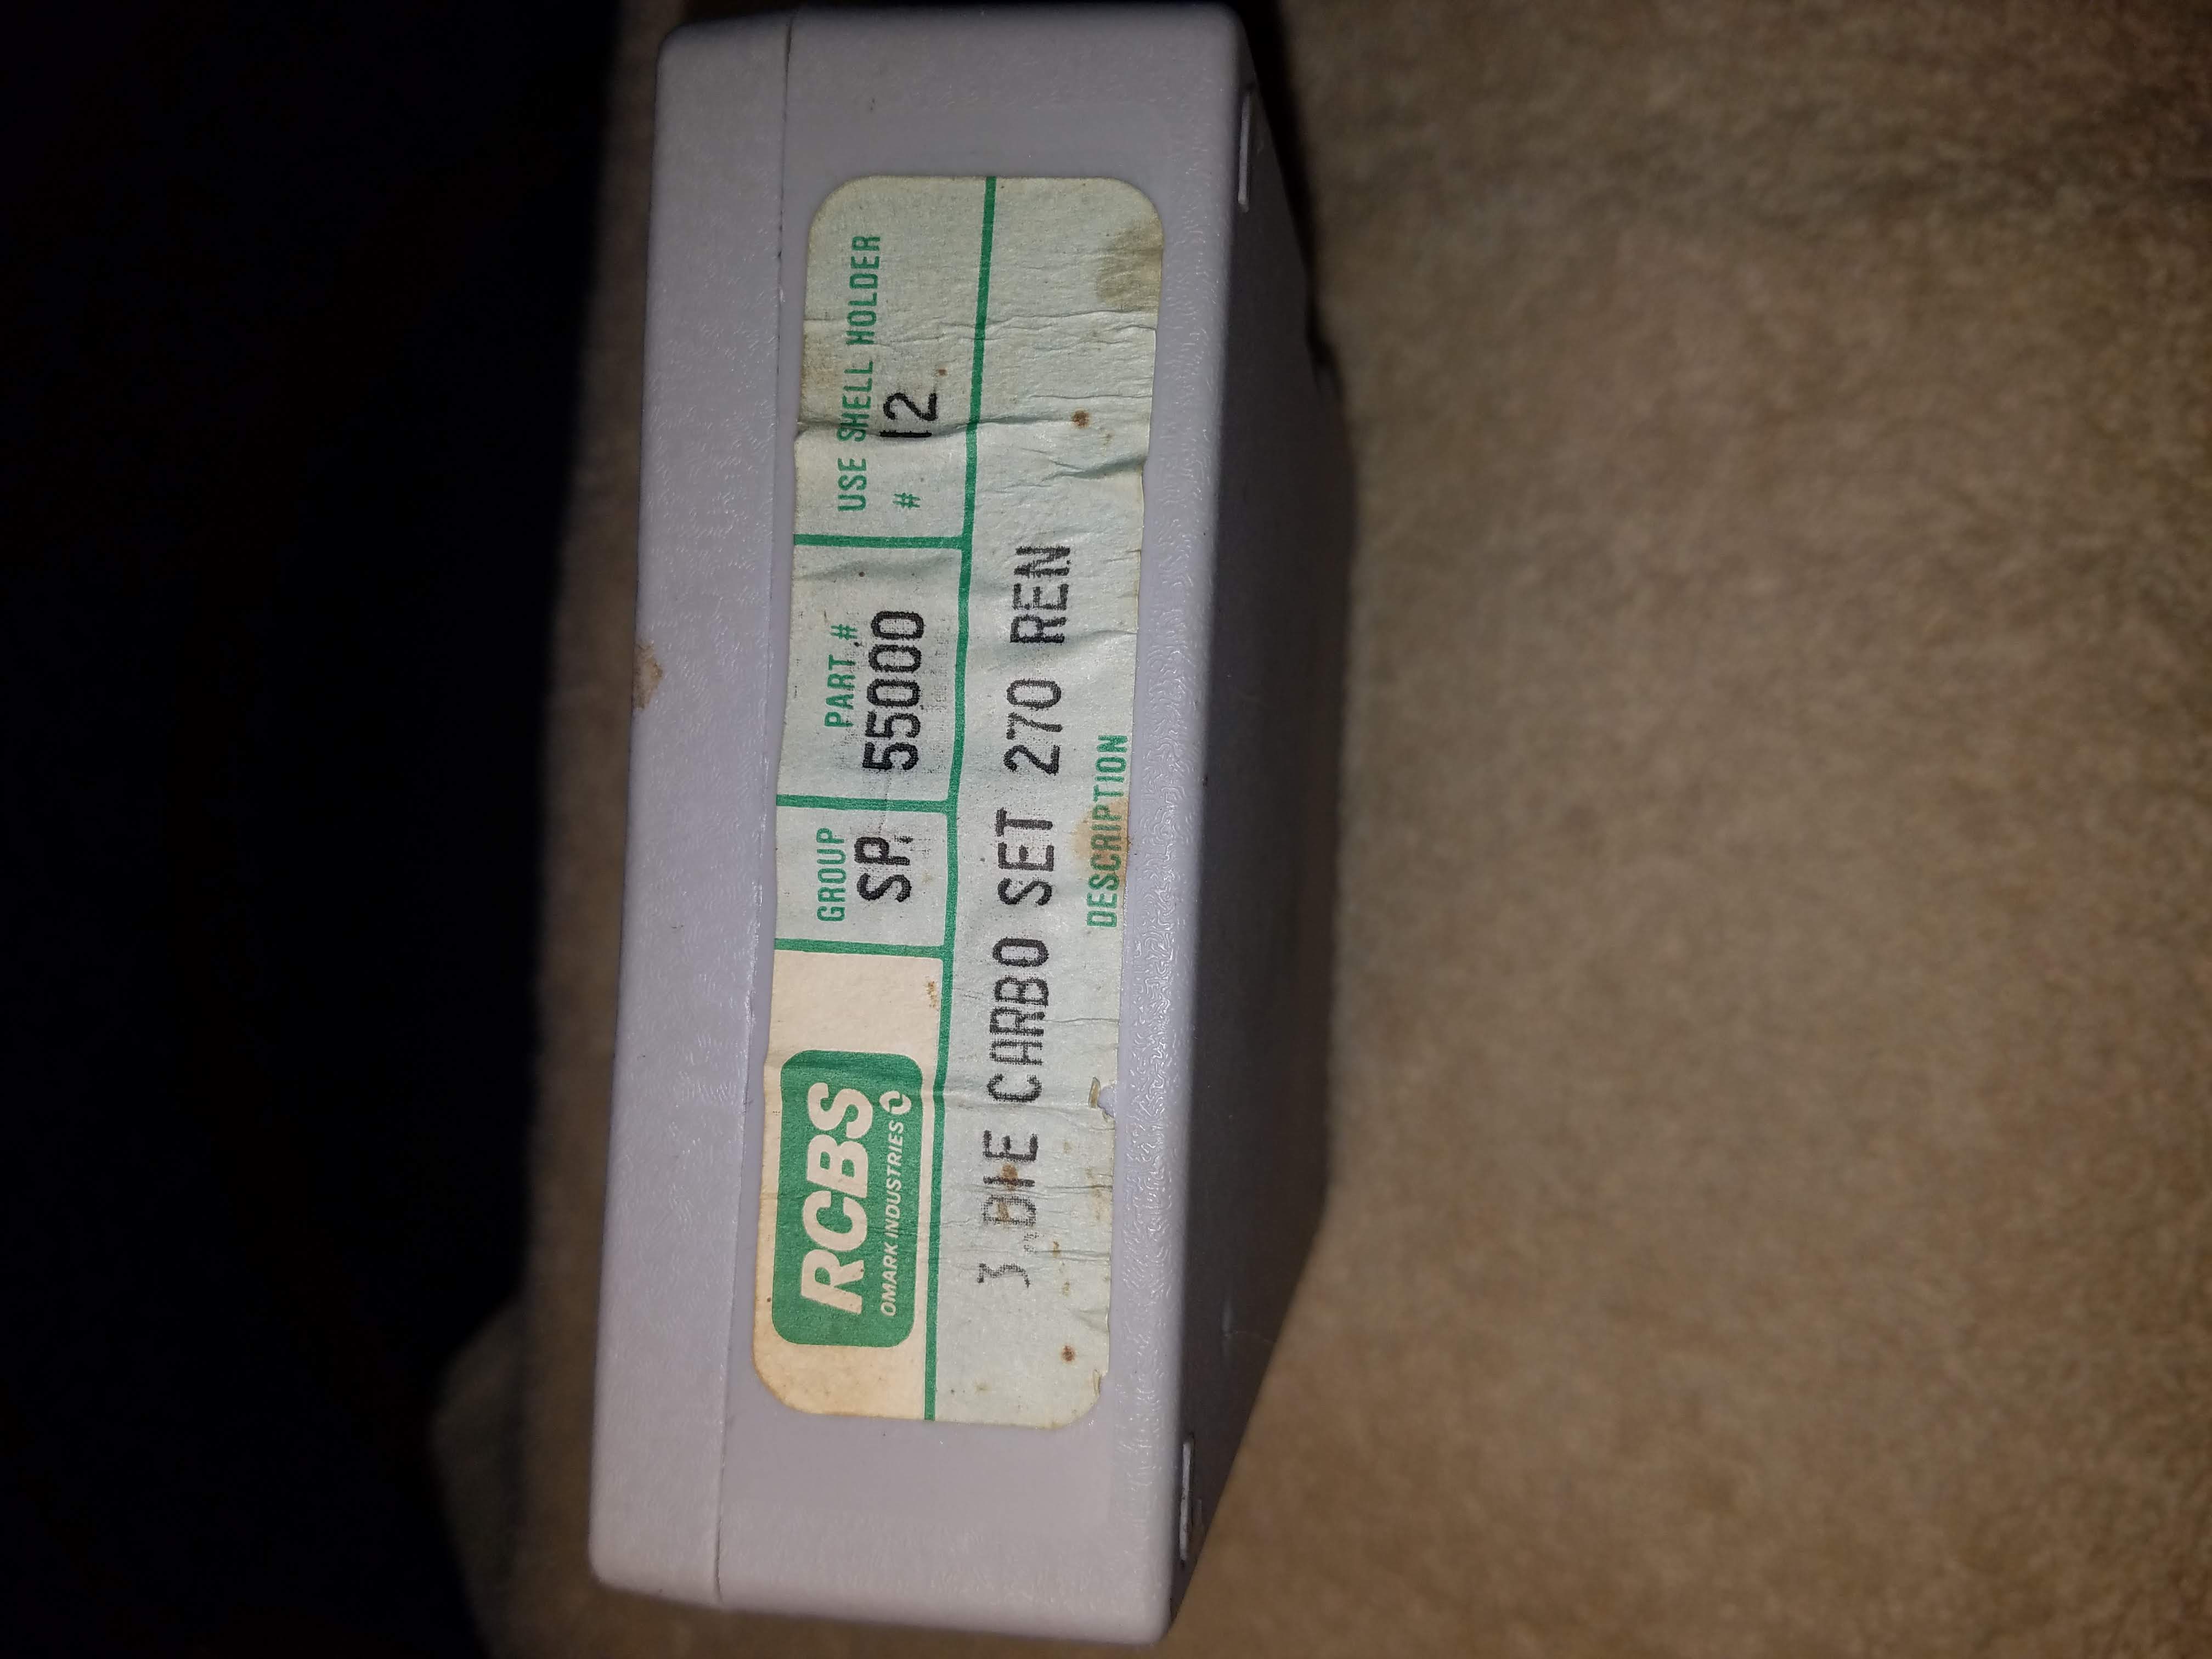 RCBS
OMARK INDUSTRIES
GROUP
SP.
PART #
55000
USE SHELL HOLDER
# 12
3 DIE CARBO SET 270 REN
DESCRIPTION